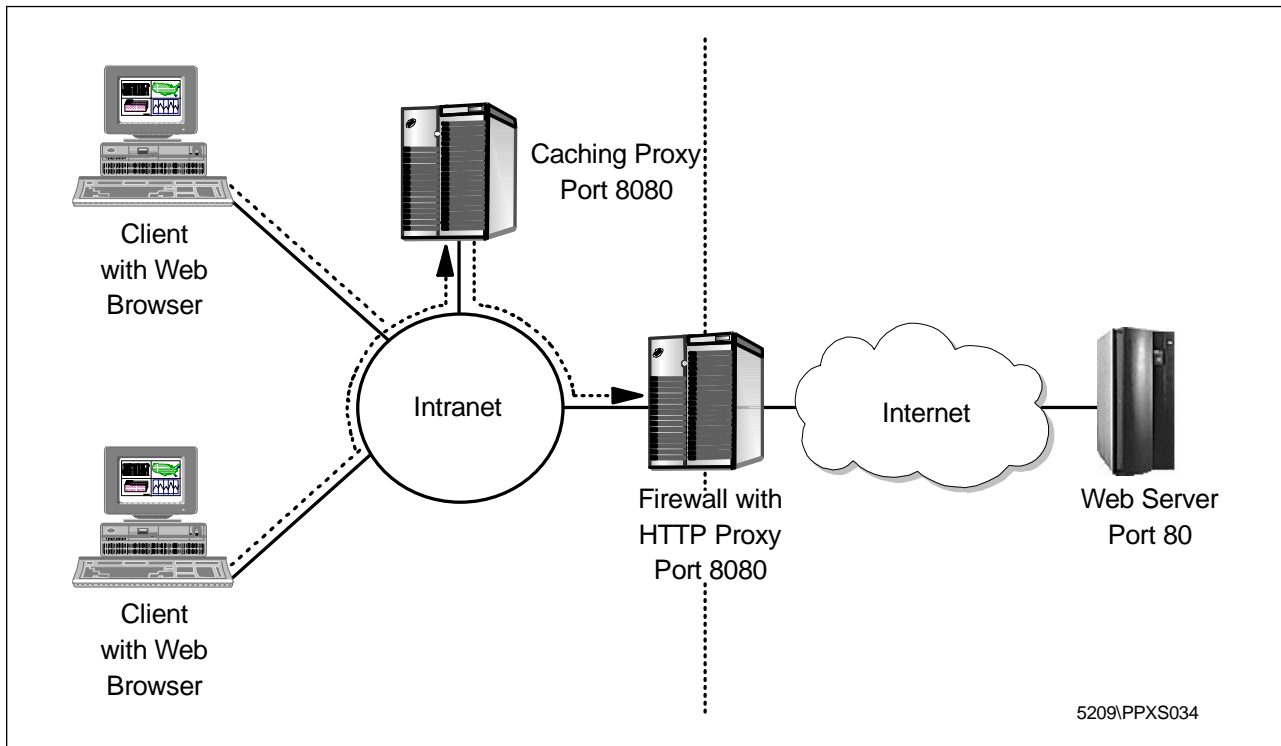 Client
with Web
Browser
Caching Proxy
Port 8080
Intranet
Firewall with
HTTP Proxy
Port 8080
Internet
Web Server
Port 80
Client
with Web
Browser
5209\PPXS034